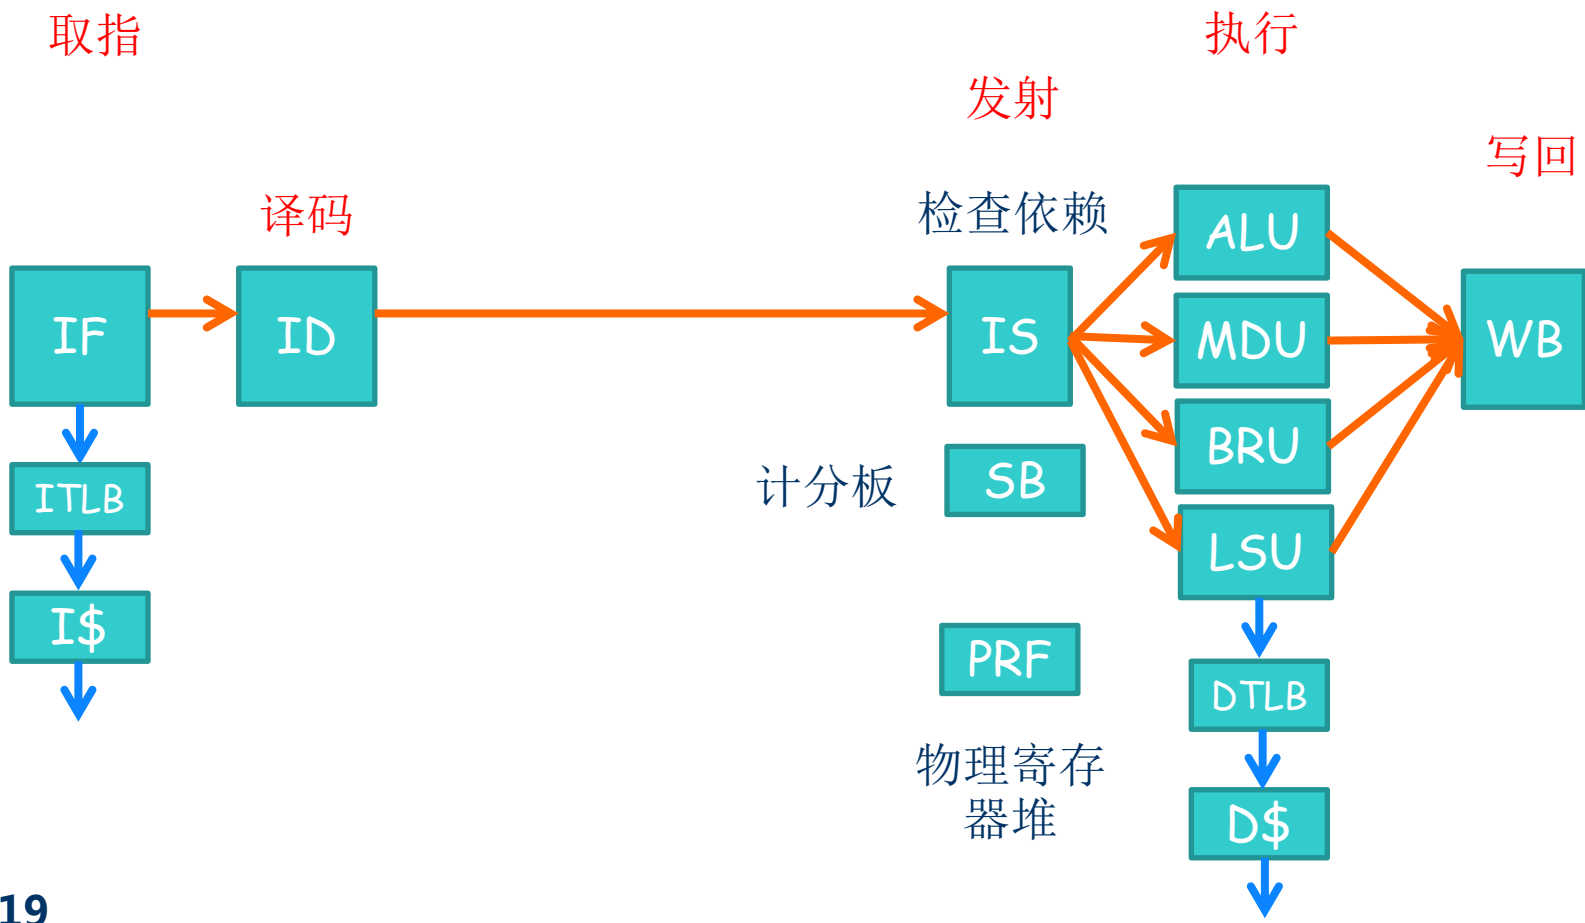 取指
执行
发射
写回
译码
检查依赖
IF
ID
IS
ALU
MDU
BRU
LSU
WB
ITLB
I$
计分板
SB
PRF
物理寄存
器堆
DTLB
D$
19